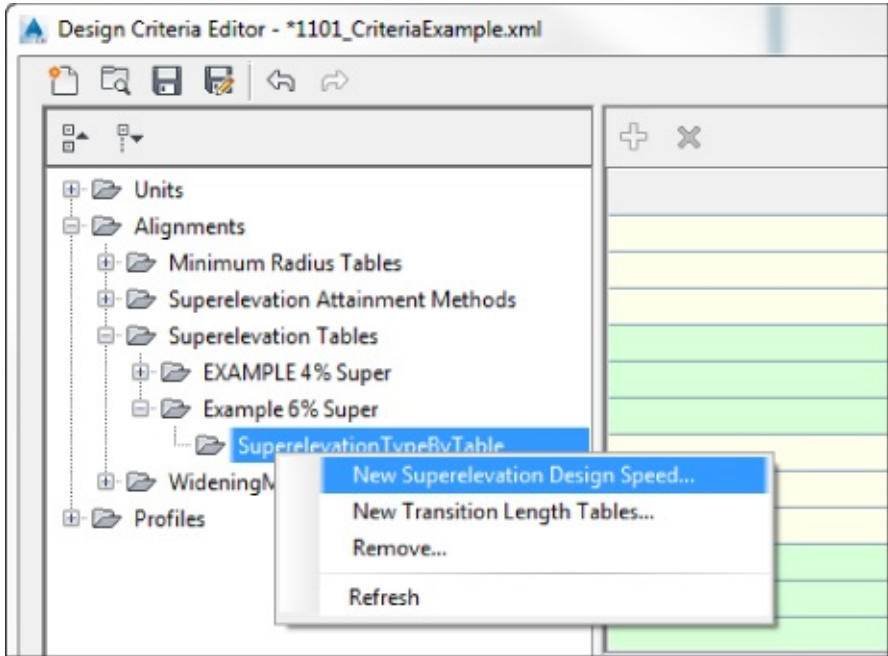 Design Criteria Editor - *1101_CriteriaExample.xml
Units
Alignments
Minimum Radius Tables
Superelevation Attainment Methods
Superelevation Tables
EXAMPLE 4% Super
Example 6% Super
SuperelevationTypeByTable
New Superelevation Design Speed...
WideningM
New Transition Length Tables...
Profiles
Remove...
Refresh